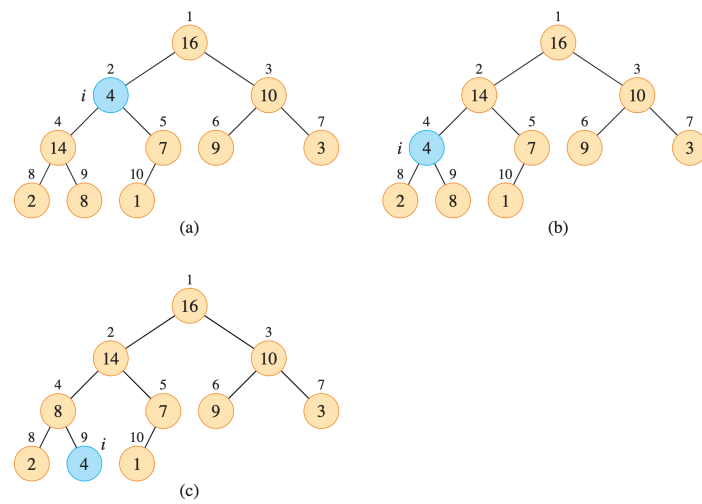 1 1
16 16
2 3 2 3
i 4 10 14 10
4 5 6 7 4 5 6 7
14 7 9 3 i 4 7 9 3
8 9 10 8 9 10
2 8 1 2 8 1
(a) (b)
1
16
2 3
14 10
4 5 6 7
8 7 9 3
8 9 i 10
2 4 1
(c)